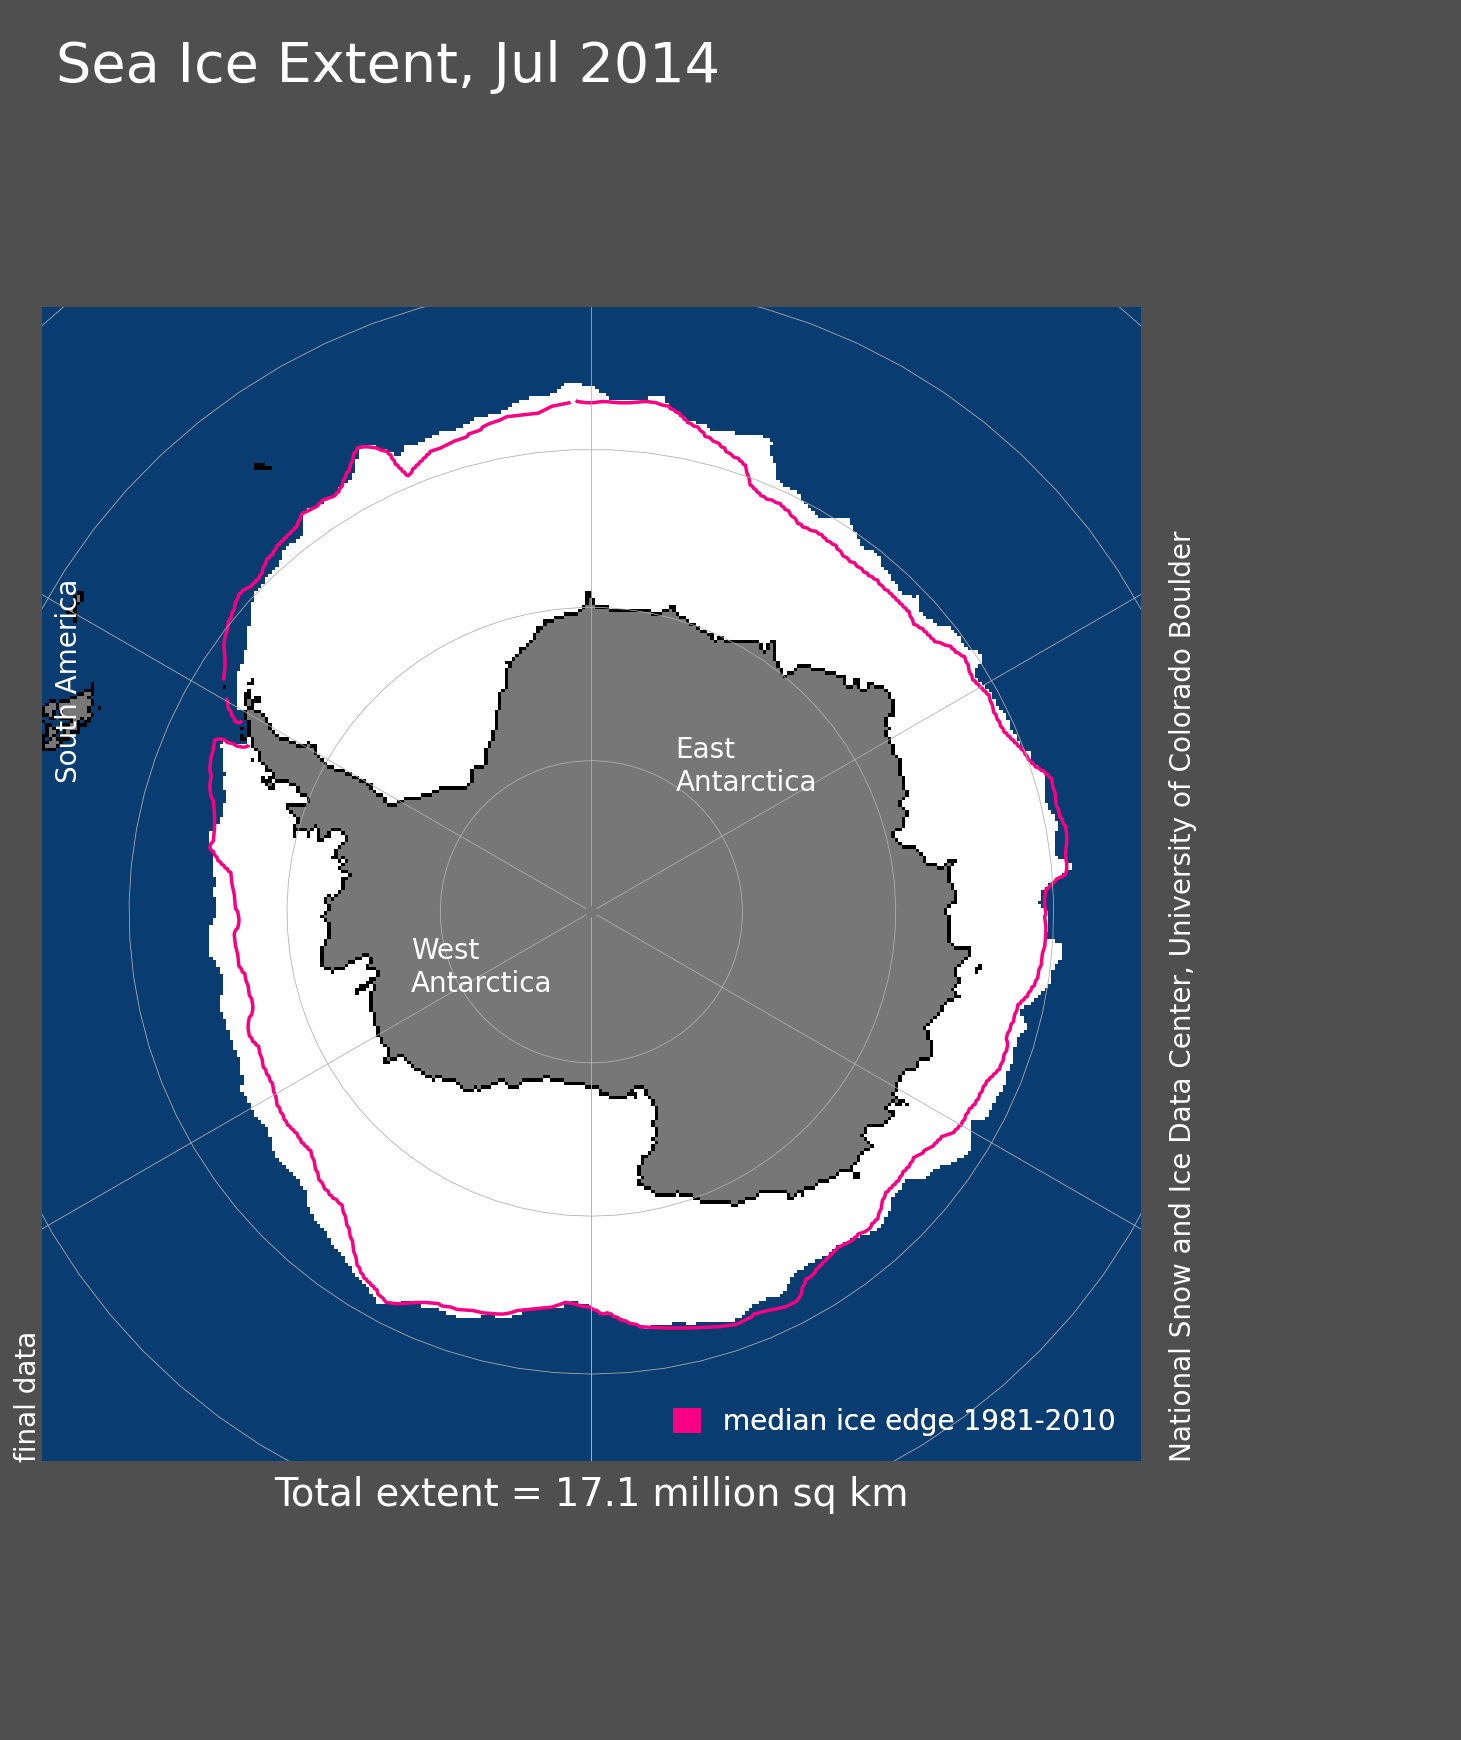 Sea Ice Extent, Jul 2014
South America
East
Antarctica
West
Antarctica
National Snow and Ice Data Center, University of Colorado Boulder
final data
median ice edge 1981-2010
Total extent = 17.1 million sq km